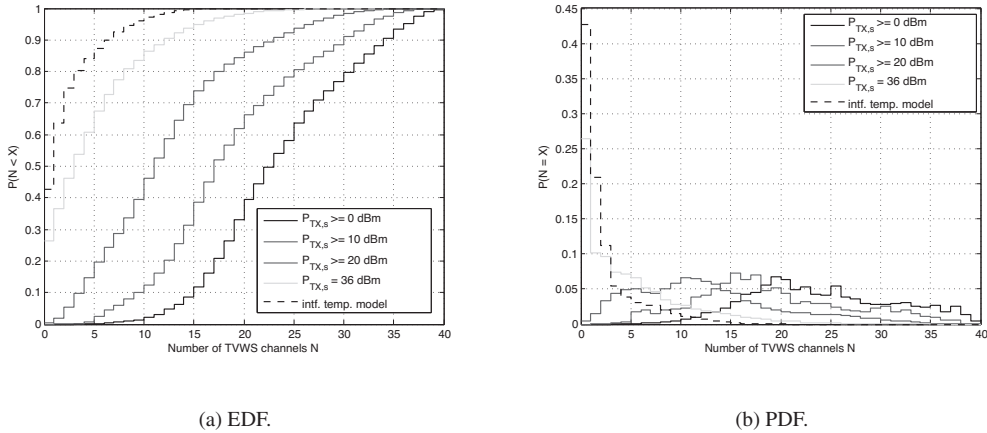 1
0.9
0.8
0.7
0.6
0.5
0.4
0.3
0.2
0.1
0
P(N < X)
0 5 10 15 20 25 30 35 40
Number of TVWS channels N
P_TX,s >= 0 dBm
P_TX,s >= 10 dBm
P_TX,s >= 20 dBm
P_TX,s = 36 dBm
intf. temp. model
(a) EDF.
0.45
0.4
0.35
0.3
0.25
0.2
0.15
0.1
0.05
0
P(N = X)
0 5 10 15 20 25 30 35 40
Number of TVWS channels N
P_TX,s >= 0 dBm
P_TX,s >= 10 dBm
P_TX,s >= 20 dBm
P_TX,s = 36 dBm
intf. temp. model
(b) PDF.